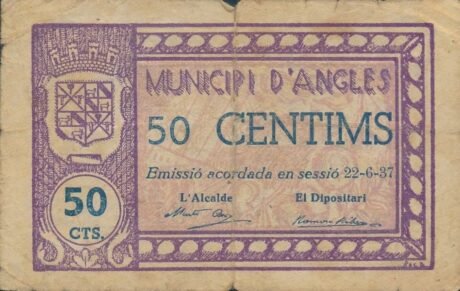 MUNICIPI D'ANGLES
50 CENTIMS
Emissió acordada en sessió 22-6-37
L'Alcalde
El Dipositari
50
CTS.